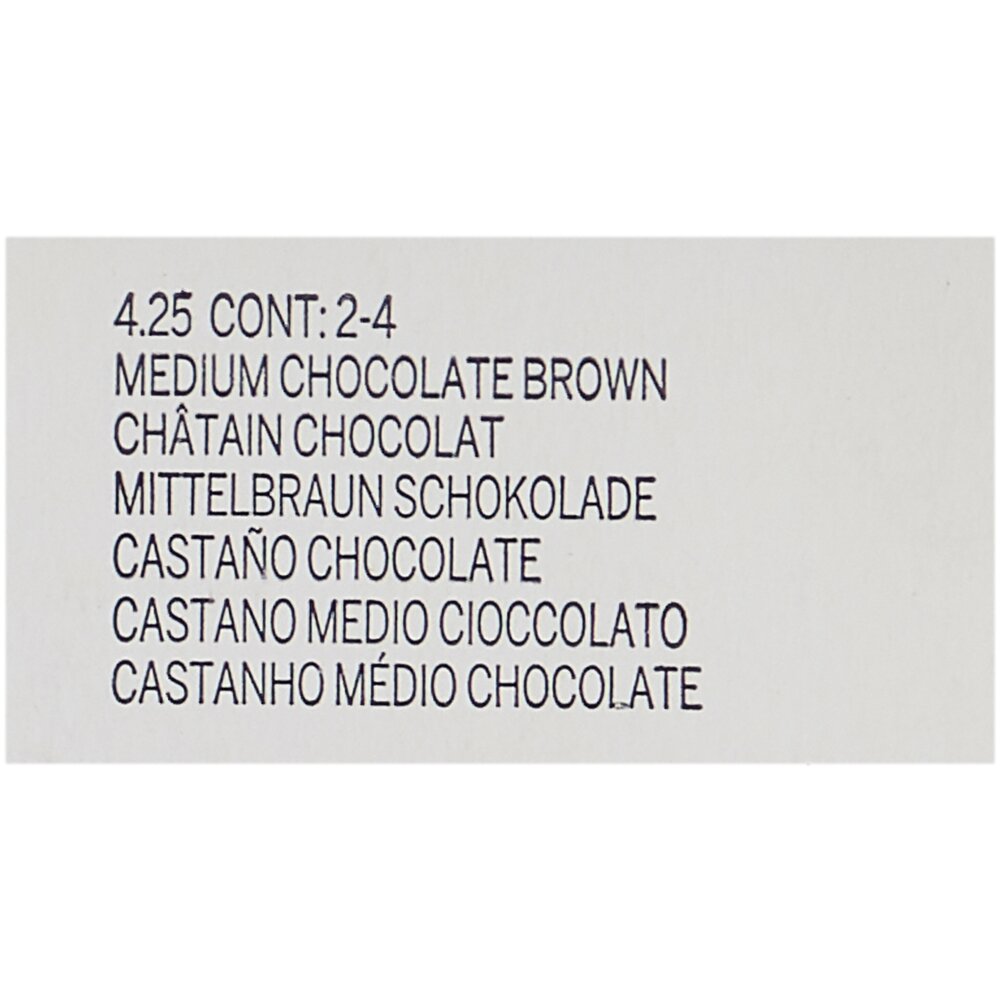 4.25 CONT: 2-4
MEDIUM CHOCOLATE BROWN
CHÂTAIN CHOCOLAT
MITTELBRAUN SCHOKOLADE
CASTAÑO CHOCOLATE
CASTANO MEDIO CIOCCOLATO
CASTANHO MÉDIO CHOCOLATE